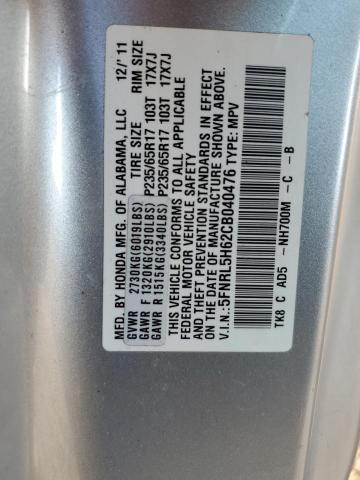 MFD. BY HONDA MFG. OF ALABAMA, LLC 12/'11
TIRE SIZE RIM SIZE
GVWR 2730KG(6019LBS)
GAWR F 1320KG(2910LBS) P235/65R17 103T 17X7J
GAWR R 1515KG(3340LBS) P235/65R17 103T 17X7J
THIS VEHICLE CONFORMS TO ALL APPLICABLE
FEDERAL MOTOR VEHICLE SAFETY
AND THEFT PREVENTION STANDARDS IN EFFECT
ON THE DATE OF MANUFACTURE SHOWN ABOVE.
V.I.N.:5FNRL5H62CB040476 TYPE: MPV
TK8 C AD5 -NH700M -C -B